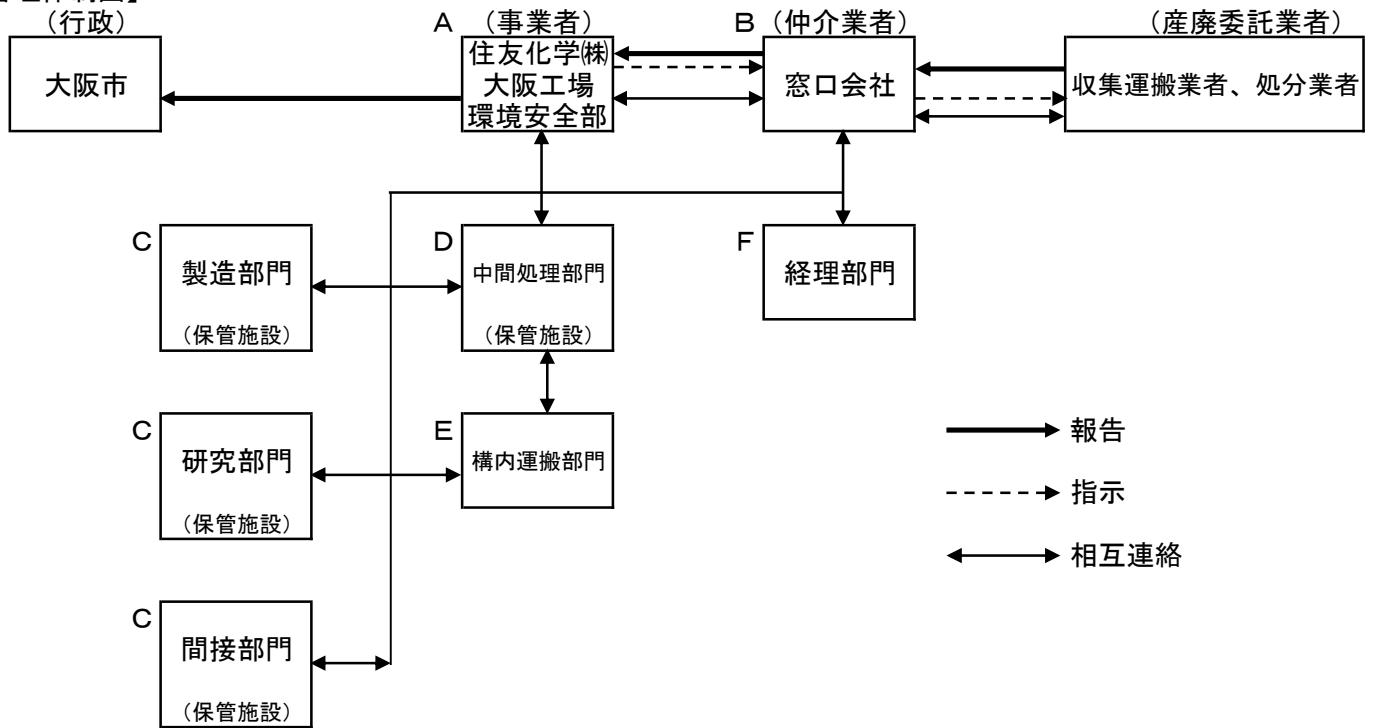 （行政）
A （事業者）
B （仲介業者）
（産廃委託業者）
大阪市
住友化学㈱
大阪工場
環境安全部
窓口会社
収集運搬業者、処分業者
C 製造部門
（保管施設）
D 中間処理部門
（保管施設）
F 経理部門
C 研究部門
（保管施設）
E 構内運搬部門
報告
指示
相互連絡
C 間接部門
（保管施設）